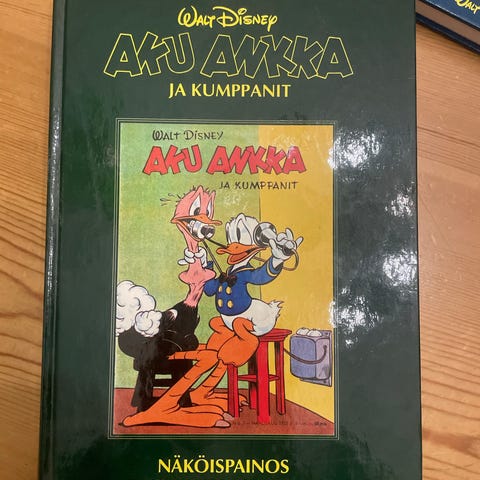 WALT DISNEY
AKU ANKKA
JA KUMPPANIT
WALT DISNEY
AKU ANKKA
JA KUMPPANIT
NÄKÖISPAINOS